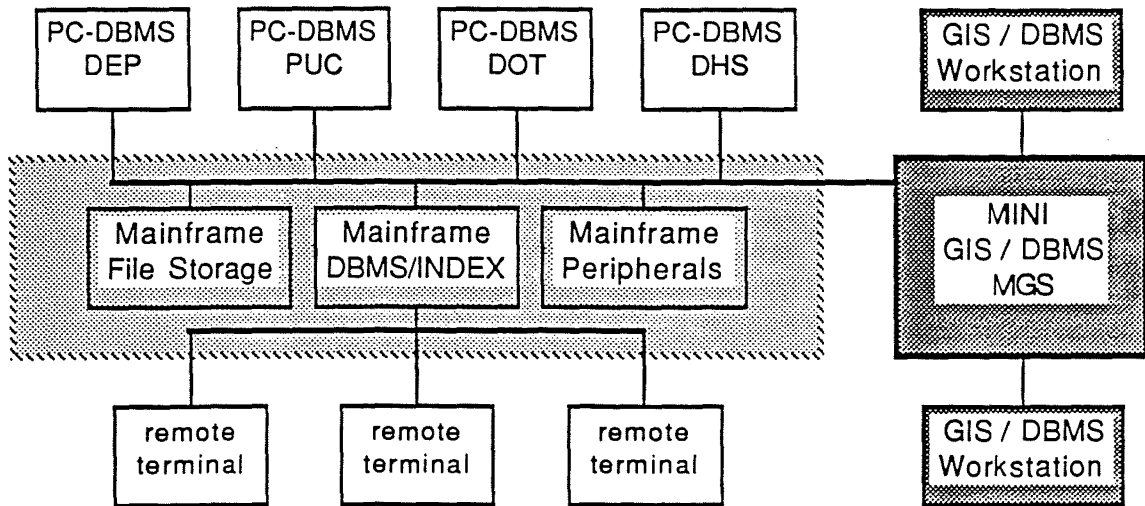 PC-DBMS
DEP
PC-DBMS
PUC
PC-DBMS
DOT
PC-DBMS
DHS
GIS / DBMS
Workstation
Mainframe
File Storage
Mainframe
DBMS/INDEX
Mainframe
Peripherals
MINI
GIS / DBMS
MGS
remote
terminal
remote
terminal
remote
terminal
GIS / DBMS
Workstation